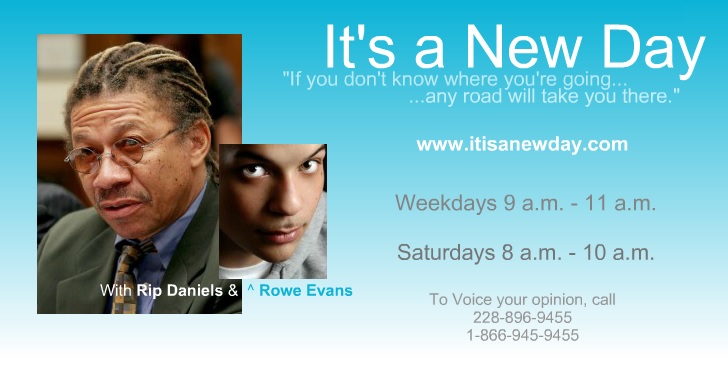 It's a New Day
"If you don't know where you're going...
...any road will take you there."
www.itisanewday.com
Weekdays 9 a.m. - 11 a.m.
Saturdays 8 a.m. - 10 a.m.
With Rip Daniels & ^ Rowe Evans
To Voice your opinion, call
228-896-9455
1-866-945-9455